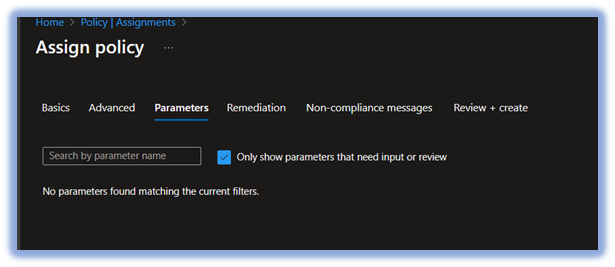 Home > Policy | Assignments >
Assign policy ...
Basics Advanced Parameters Remediation Non-compliance messages Review + create
Search by parameter name Only show parameters that need input or review
No parameters found matching the current filters.